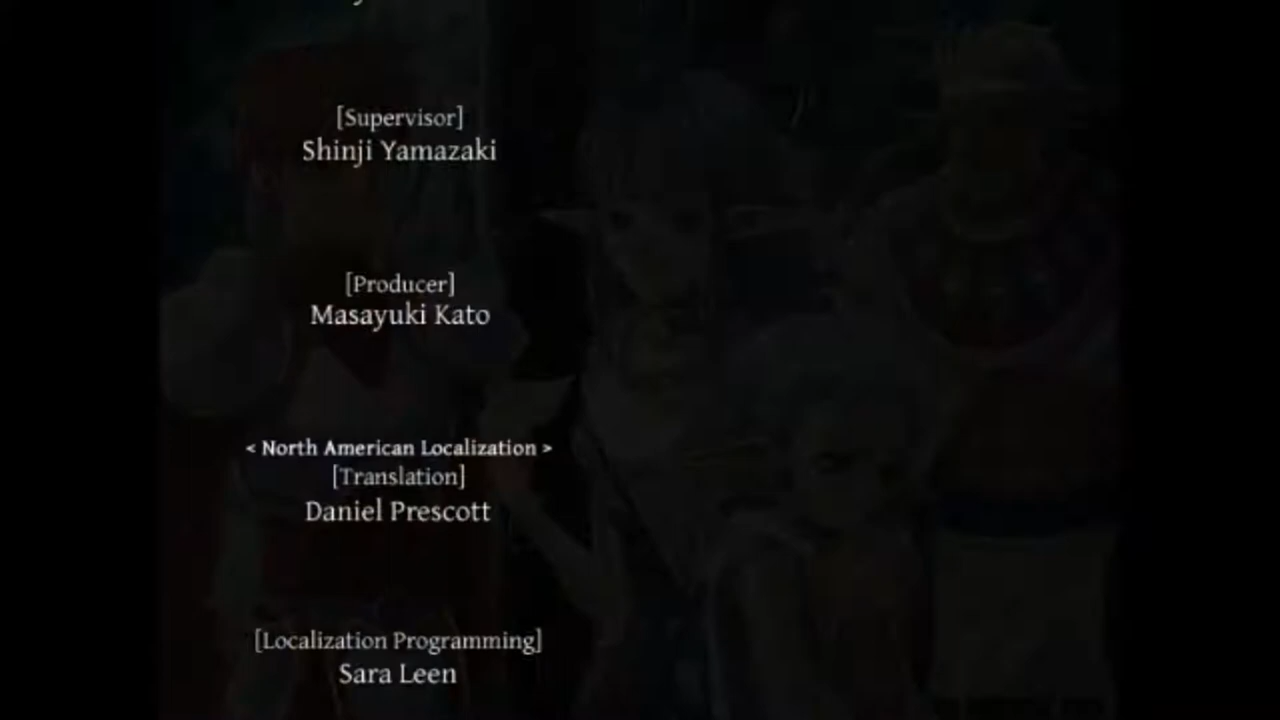 [Supervisor]
Shinji Yamazaki
[Producer]
Masayuki Kato
< North American Localization >
[Translation]
Daniel Prescott
[Localization Programming]
Sara Leen